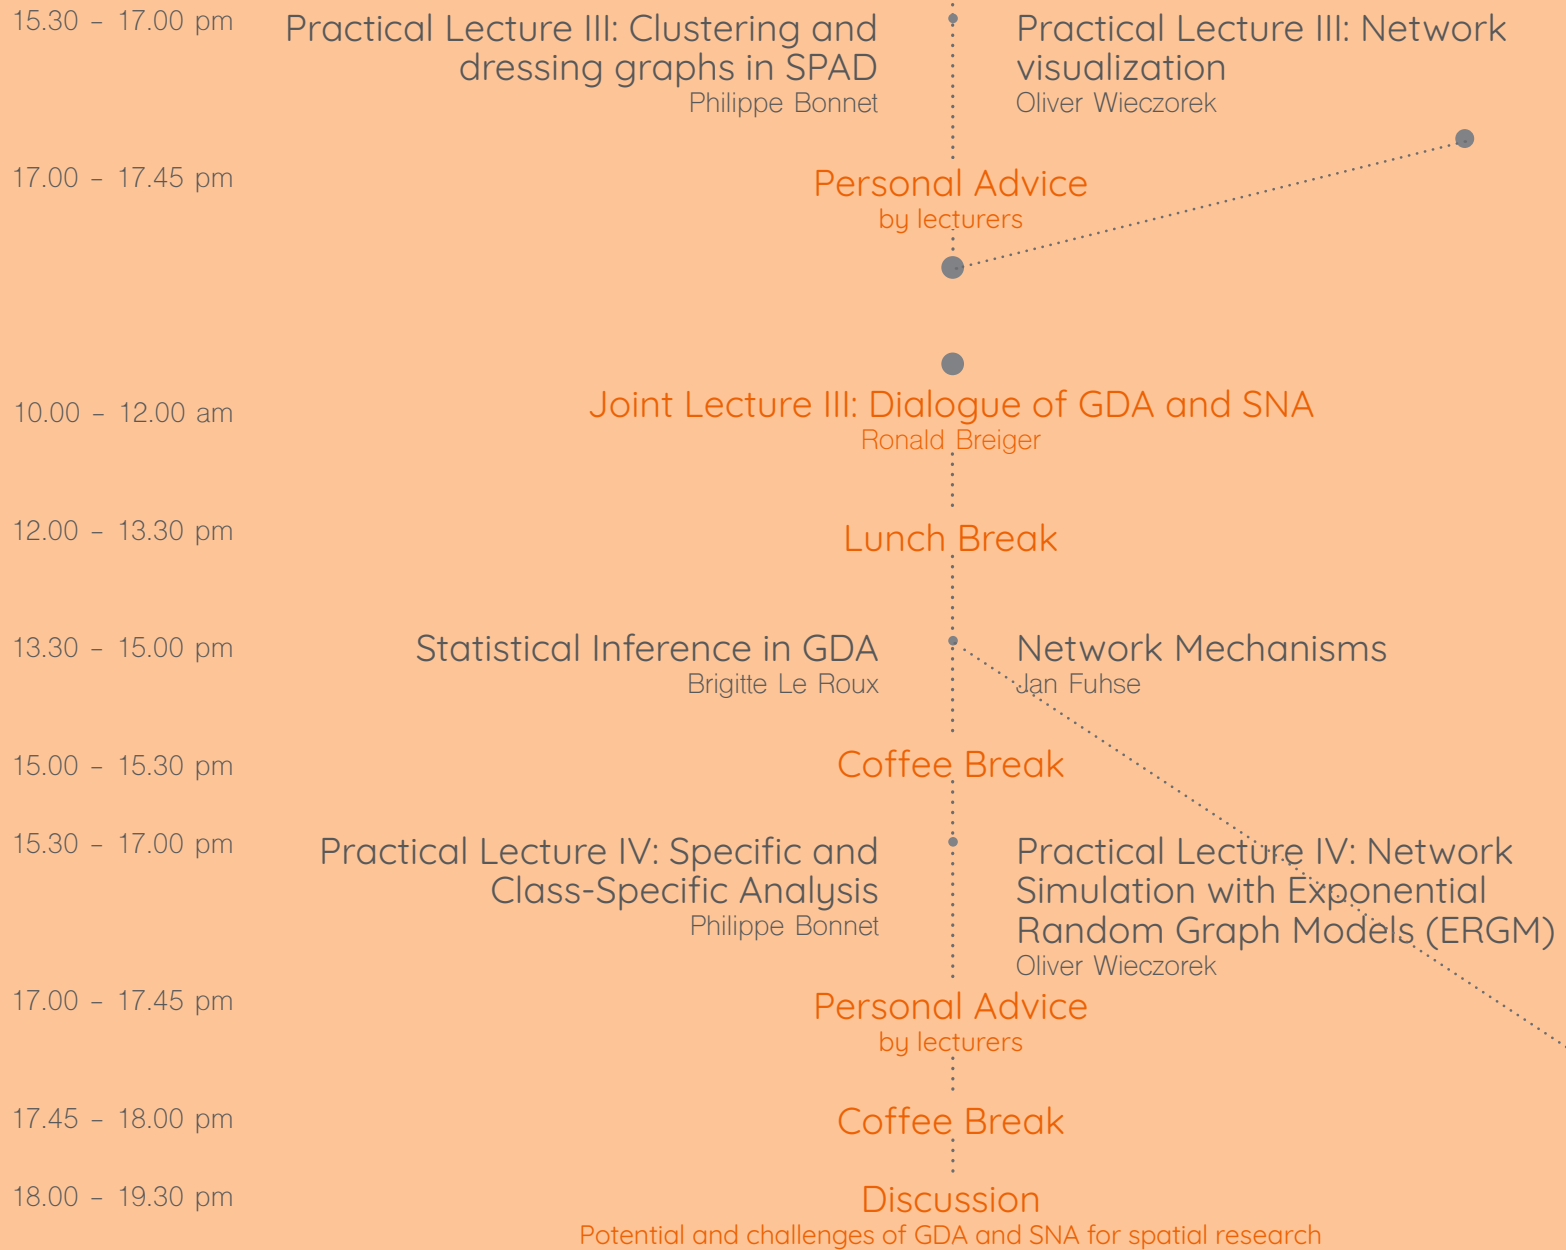 15.30 – 17.00 pm
Practical Lecture III: Clustering and
dressing graphs in SPAD
Philippe Bonnet
Practical Lecture III: Network
visualization
Oliver Wieczorek
17.00 – 17.45 pm
Personal Advice
by lecturers
10.00 – 12.00 am
Joint Lecture III: Dialogue of GDA and SNA
Ronald Breiger
12.00 – 13.30 pm
Lunch Break
13.30 – 15.00 pm
Statistical Inference in GDA
Brigitte Le Roux
Network Mechanisms
Jan Fuhse
15.00 – 15.30 pm
Coffee Break
15.30 – 17.00 pm
Practical Lecture IV: Specific and
Class-Specific Analysis
Philippe Bonnet
Practical Lecture IV: Network
Simulation with Exponential
Random Graph Models (ERGM)
Oliver Wieczorek
17.00 – 17.45 pm
Personal Advice
by lecturers
17.45 – 18.00 pm
Coffee Break
18.00 – 19.30 pm
Discussion
Potential and challenges of GDA and SNA for spatial research